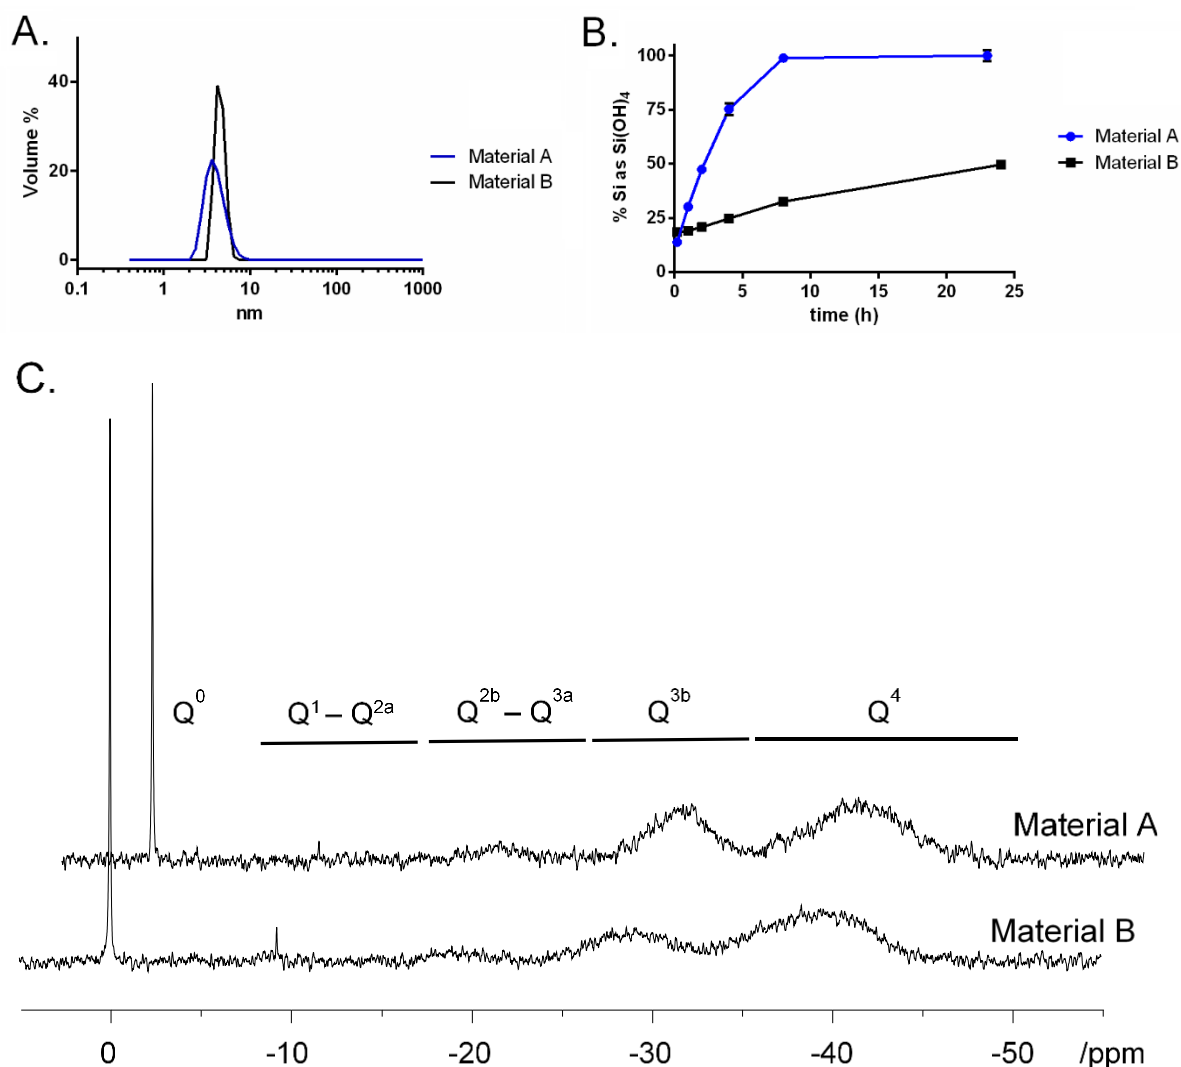 A.
Volume %
40
20
0
0.1 1 10 100 1000
nm
Material A
Material B
B.
% Si as Si(OH)4
100
75
50
25
0
0 5 10 15 20 25
time (h)
Material A
Material B
C.
Q0 Q1 – Q2a Q2b – Q3a Q3b Q4
Material A
Material B
0 -10 -20 -30 -40 -50 /ppm